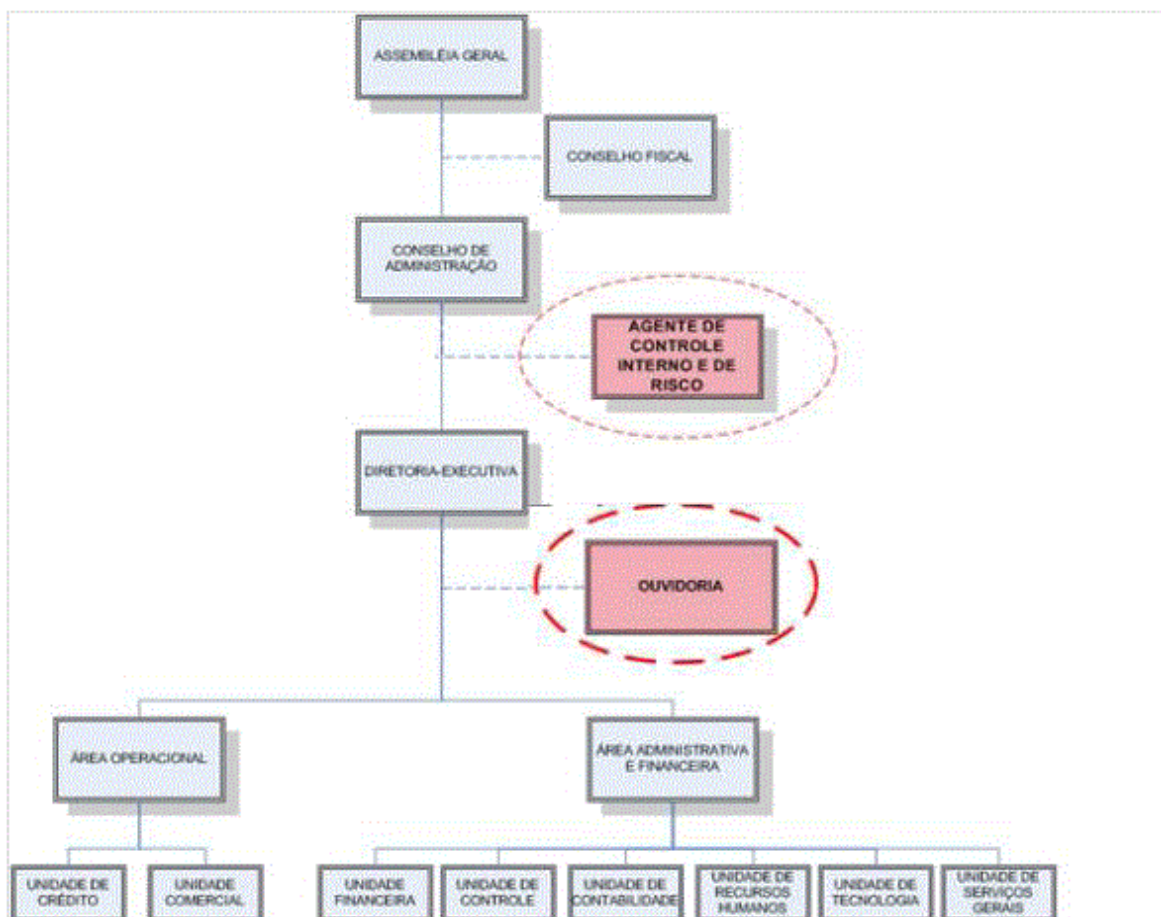 ASSEMBLÉIA GERAL
CONSELHO FISCAL
CONSELHO DE
ADMINISTRAÇÃO
AGENTE DE
CONTROLE
INTERNO E DE
RISCO
DIRETORIA-EXECUTIVA
OUVIDORIA
ÁREA OPERACIONAL
ÁREA ADMINISTRATIVA
E FINANCEIRA
UNIDADE DE
CRÉDITO
UNIDADE
COMERCIAL
UNIDADE
FINANCEIRA
UNIDADE DE
CONTROLE
UNIDADE DE
CONTABILIDADE
UNIDADE DE
RECURSOS
HUMANOS
UNIDADE DE
TECNOLOGIA
UNIDADE DE
SERVIÇOS
GERAIS